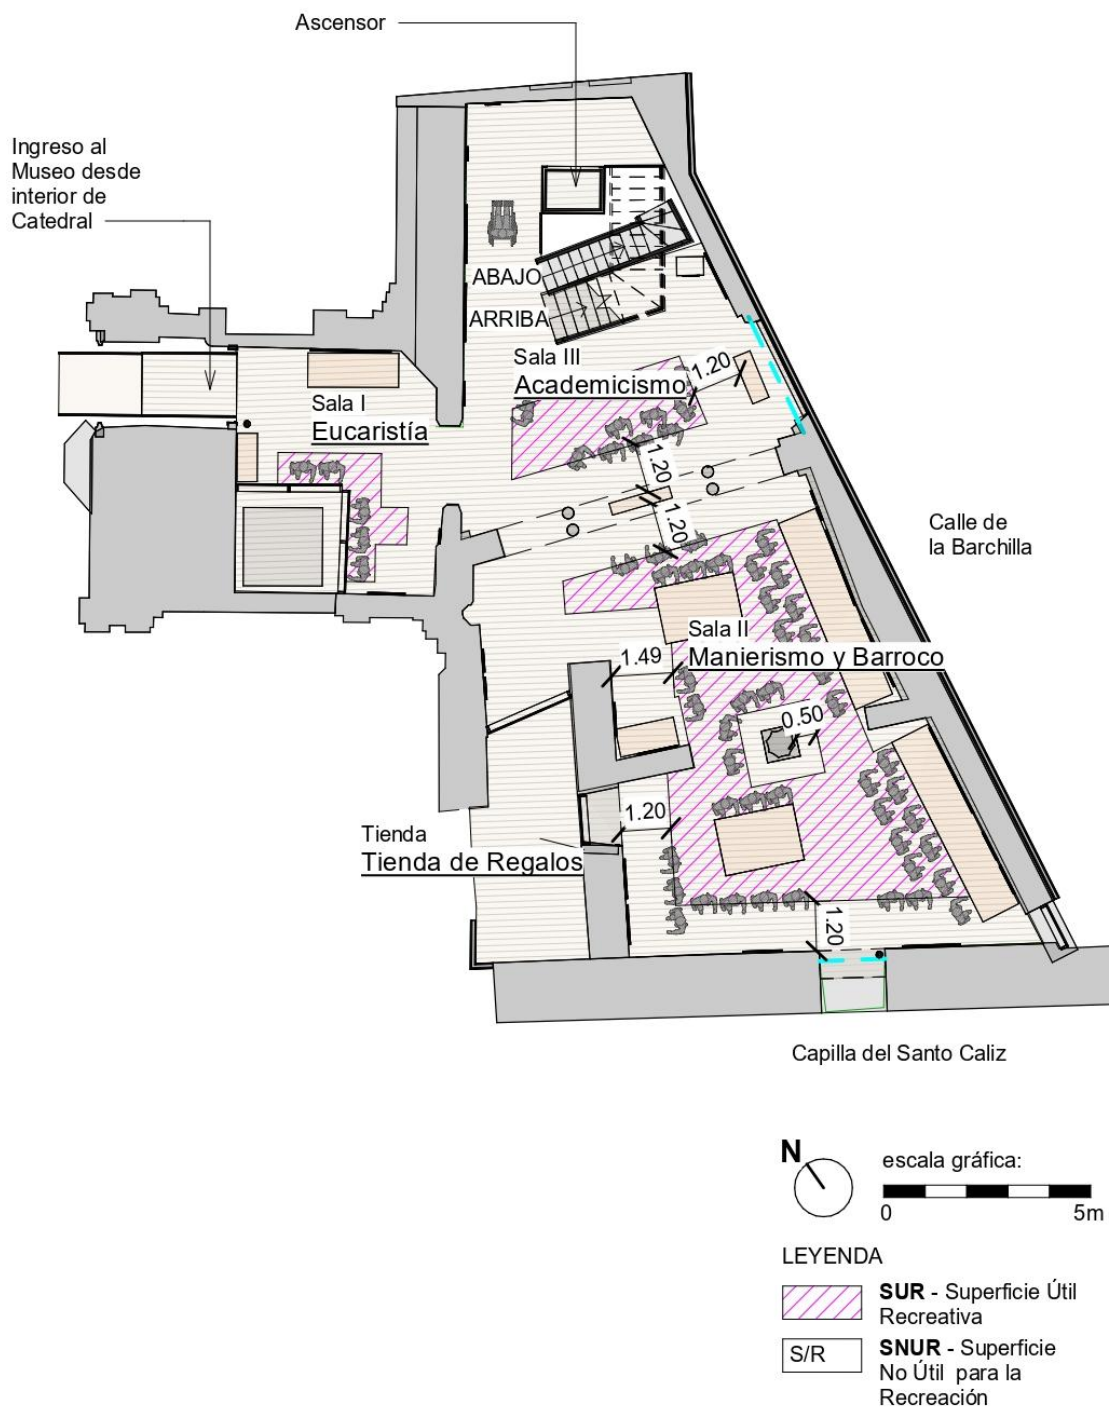 Ascensor
Ingreso al
Museo desde
interior de
Catedral
ABAJO
ARRIBA
Sala III
Academicismo
1.20
Sala I
Eucaristía
1.20
1.20
Calle de
la Barchilla
Sala II
Manierismo y Barroco
1.49
0.50
1.20
Tienda
Tienda de Regalos
1.20
Capilla del Santo Caliz
N
escala gráfica:
0 5m
LEYENDA
SUR - Superficie Útil
Recreativa
S/R
SNUR - Superficie
No Útil para la
Recreación